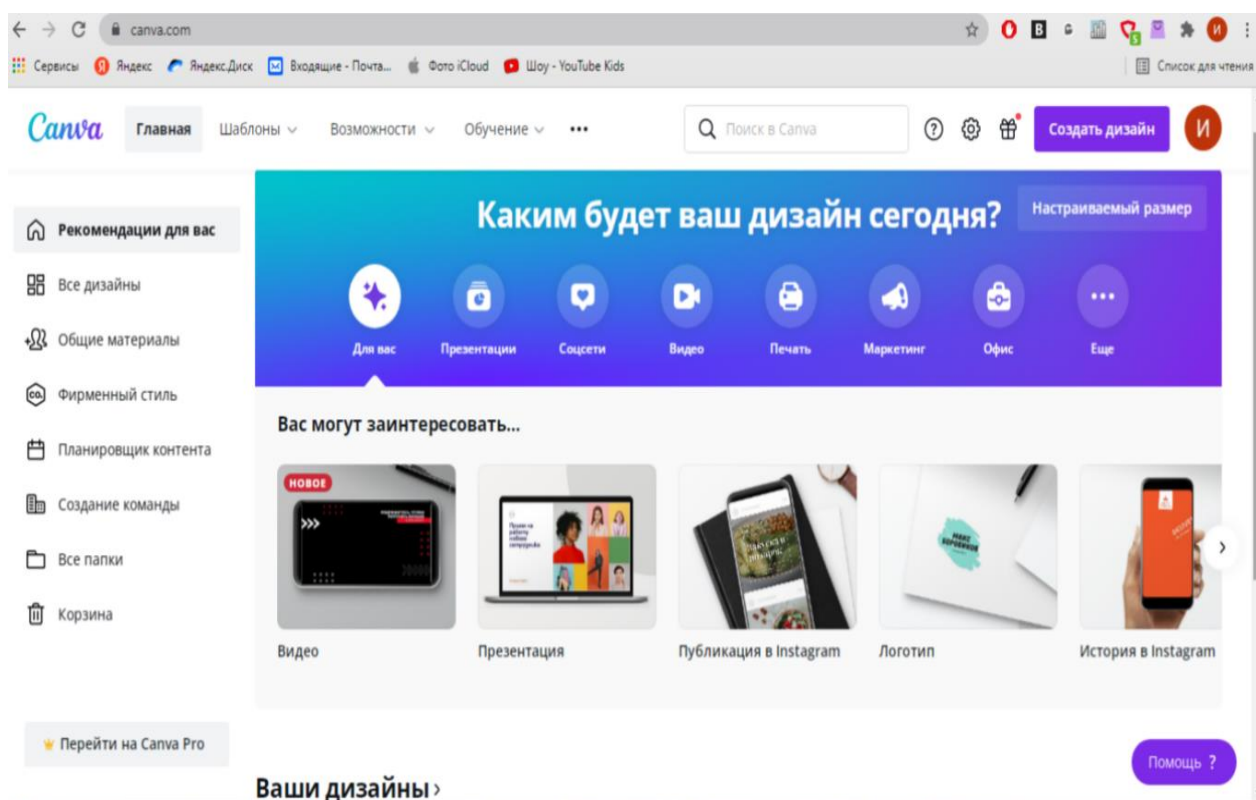 canva.com
Сервисы Яндекс Яндекс.Диск Входящие - Почта... Фото iCloud Шоу - YouTube Kids Список для чтения
Canva Главная Шаблоны Возможности Обучение ••• Поиск в Canva ? Создать дизайн И
Каким будет ваш дизайн сегодня? Настраиваемый размер
Для вас Презентации Соцсети Видео Печать Маркетинг Офис Еще
Рекомендации для вас
Все дизайны
Общие материалы
Фирменный стиль
Планировщик контента
Создание команды
Все папки
Корзина
Перейти на Canva Pro
Вас могут заинтересовать...
НОВОЕ
Видео Презентация Публикация в Instagram Логотип История в Instagram
Ваши дизайны ›
Помощь ?